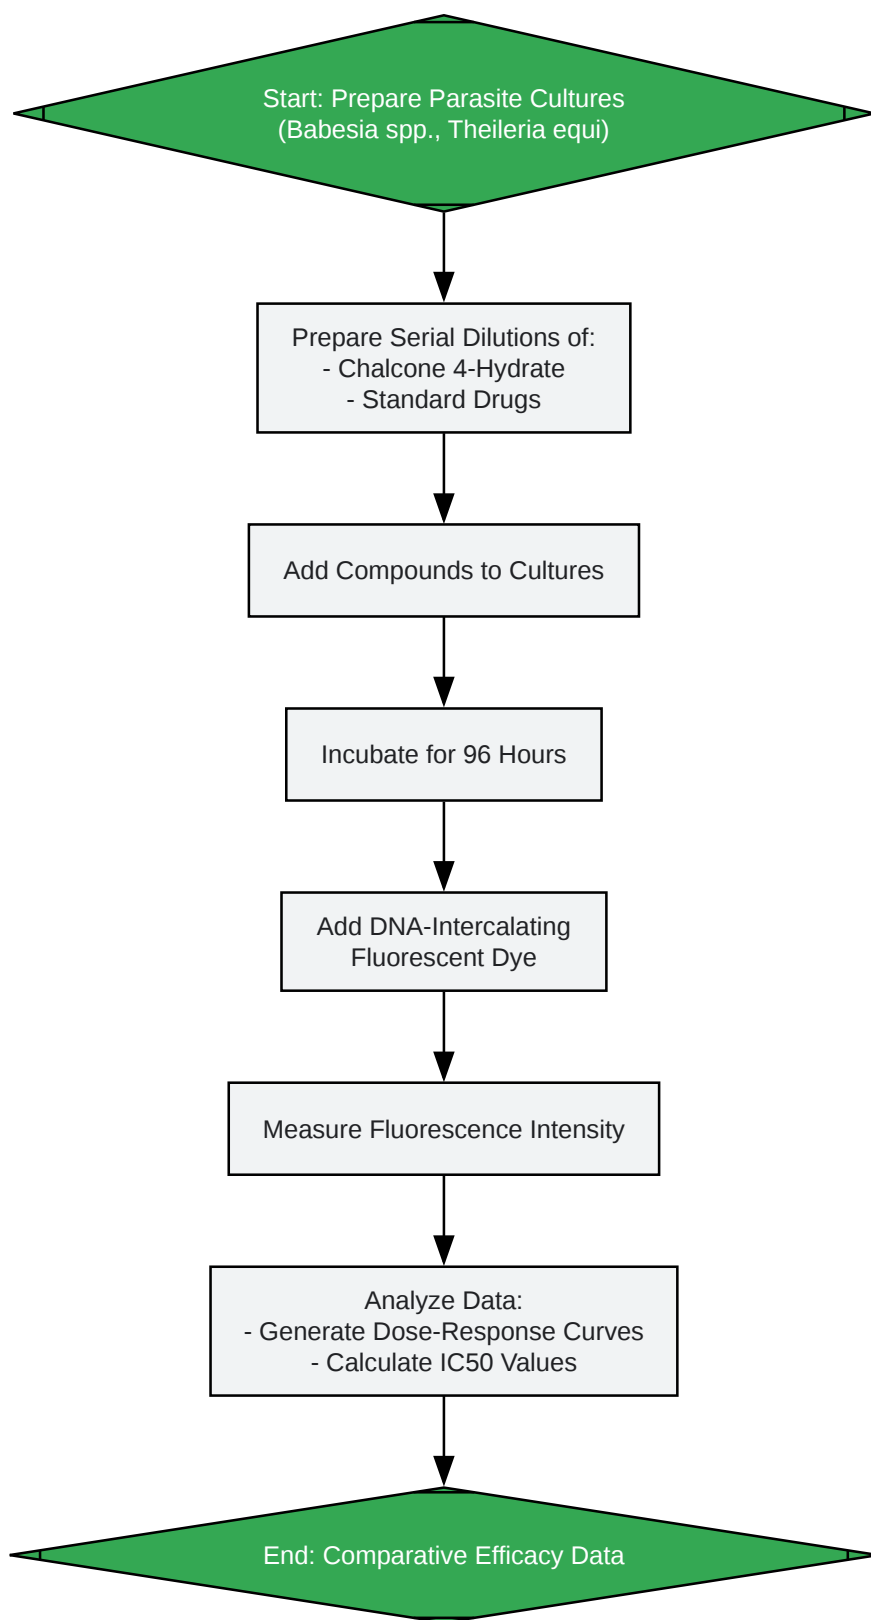 Start: Prepare Parasite Cultures
(Babesia spp., Theileria equi)
Prepare Serial Dilutions of:
- Chalcone 4-Hydrate
- Standard Drugs
Add Compounds to Cultures
Incubate for 96 Hours
Add DNA-Intercalating
Fluorescent Dye
Measure Fluorescence Intensity
Analyze Data:
- Generate Dose-Response Curves
- Calculate IC50 Values
End: Comparative Efficacy Data